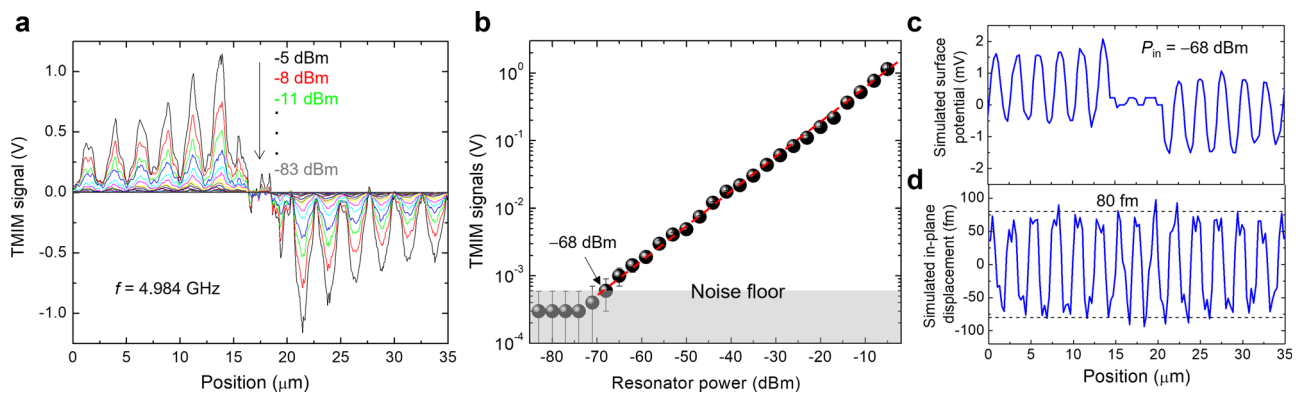 a
TMIM signal (V)
1.0
0.5
0.0
-0.5
-1.0
-5 dBm
-8 dBm
-11 dBm
.
.
.
-83 dBm
f = 4.984 GHz
0 5 10 15 20 25 30 35
Position (μm)
b
TMIM signals (V)
10⁰
10⁻¹
10⁻²
10⁻³
10⁻⁴
−68 dBm
Noise floor
-80 -70 -60 -50 -40 -30 -20 -10
Resonator power (dBm)
c
Simulated surface
potential (mV)
2
1
0
-1
-2
Pin = −68 dBm
d
Simulated in-plane
displacement (fm)
100
50
0
-50
-100
80 fm
0 5 10 15 20 25 30 35
Position (μm)